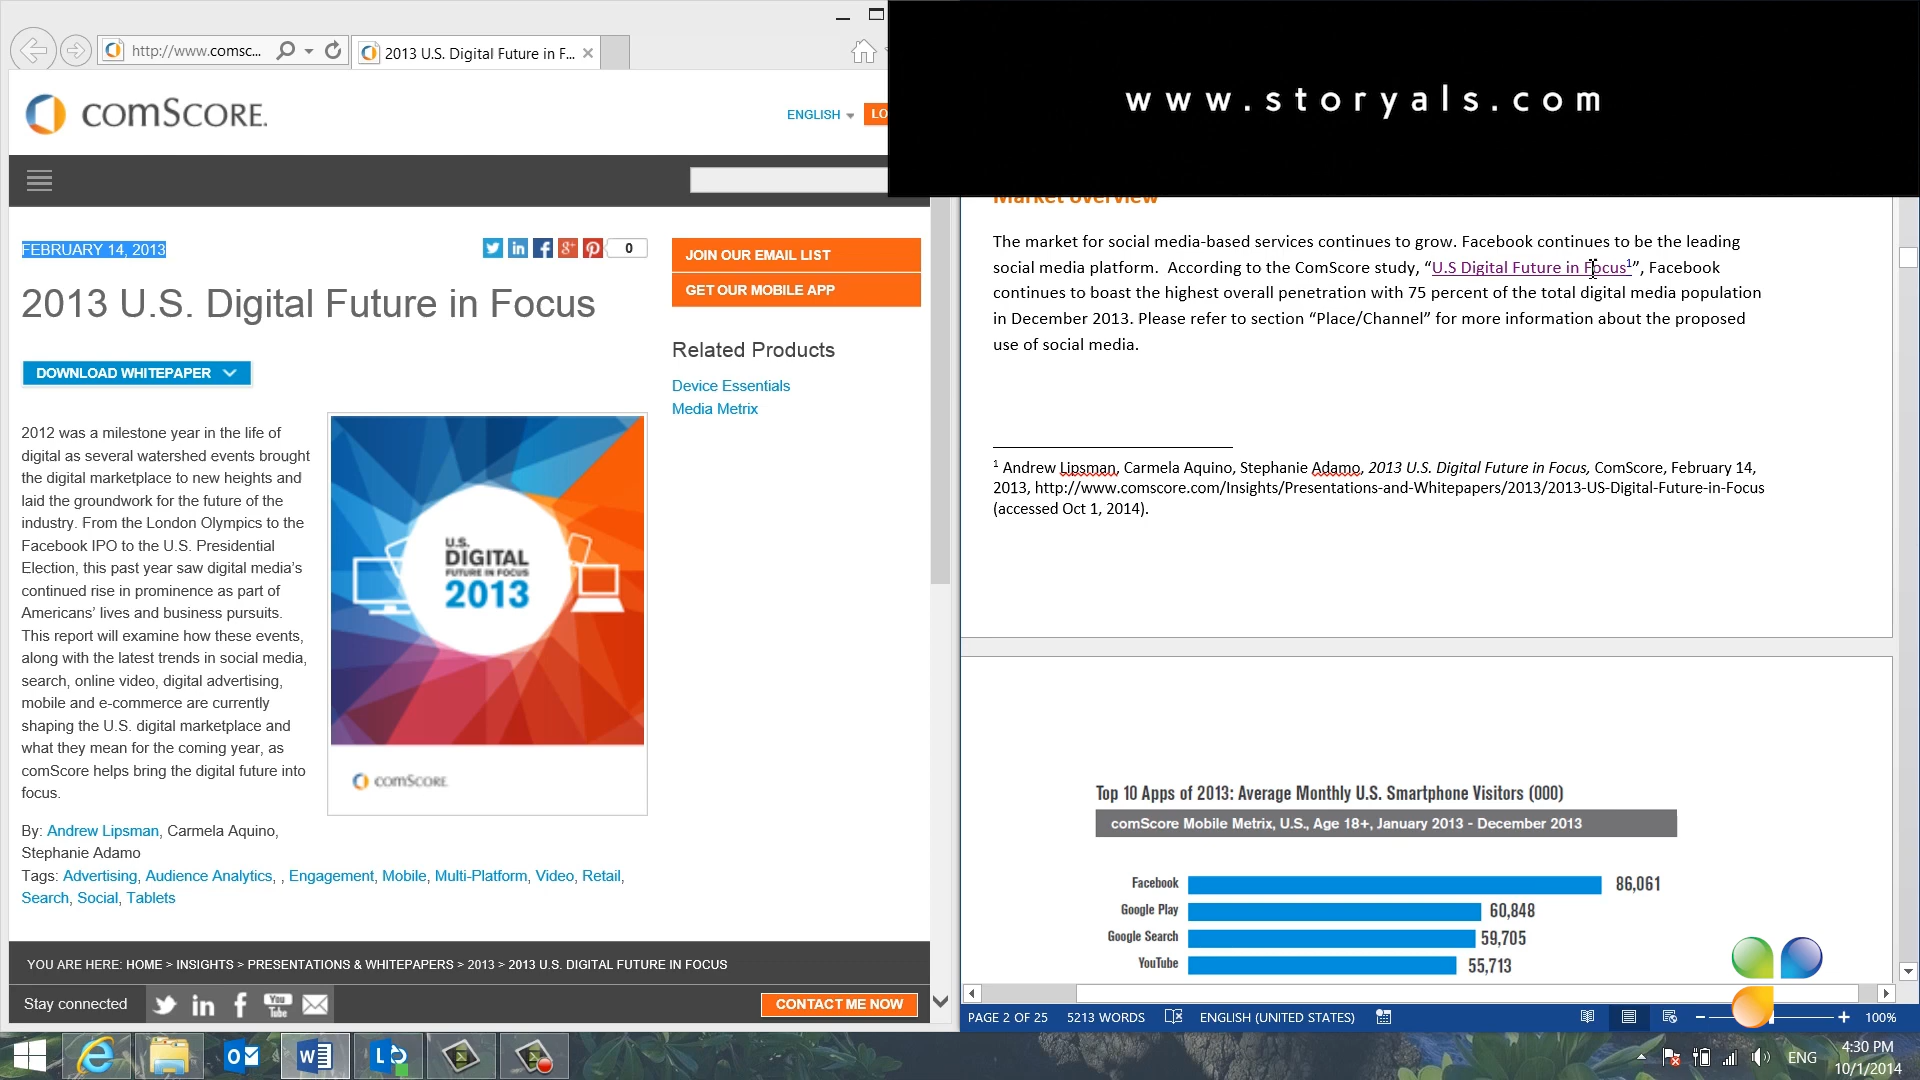 http://www.comsc...
2013 U.S. Digital Future in F...
www.storyals.com
comSCORE.
ENGLISH
LO
FEBRUARY 14, 2013
0
2013 U.S. Digital Future in Focus
DOWNLOAD WHITEPAPER
JOIN OUR EMAIL LIST
GET OUR MOBILE APP
Related Products
Device Essentials
Media Metrix
2012 was a milestone year in the life of
digital as several watershed events brought
the digital marketplace to new heights and
laid the groundwork for the future of the
industry. From the London Olympics to the
Facebook IPO to the U.S. Presidential
Election, this past year saw digital media's
continued rise in prominence as part of
Americans' lives and business pursuits.
This report will examine how these events,
along with the latest trends in social media,
search, online video, digital advertising,
mobile and e-commerce are currently
shaping the U.S. digital marketplace and
what they mean for the coming year, as
comScore helps bring the digital future into
focus.
U.S.
DIGITAL
FUTURE IN FOCUS
2013
comSCORE.
By: Andrew Lipsman, Carmela Aquino,
Stephanie Adamo
Tags: Advertising, Audience Analytics, , Engagement, Mobile, Multi-Platform, Video, Retail,
Search, Social, Tablets
YOU ARE HERE: HOME > INSIGHTS > PRESENTATIONS & WHITEPAPERS > 2013 > 2013 U.S. DIGITAL FUTURE IN FOCUS
Stay connected
You
Tube
CONTACT ME NOW
Market overview
The market for social media-based services continues to grow. Facebook continues to be the leading
social media platform.  According to the ComScore study, “U.S Digital Future in Focus1”, Facebook
continues to boast the highest overall penetration with 75 percent of the total digital media population
in December 2013. Please refer to section “Place/Channel” for more information about the proposed
use of social media.
1 Andrew Lipsman, Carmela Aquino, Stephanie Adamo, 2013 U.S. Digital Future in Focus, ComScore, February 14,
2013, http://www.comscore.com/Insights/Presentations-and-Whitepapers/2013/2013-US-Digital-Future-in-Focus
(accessed Oct 1, 2014).
Top 10 Apps of 2013: Average Monthly U.S. Smartphone Visitors (000)
comScore Mobile Metrix, U.S., Age 18+, January 2013 - December 2013
Facebook 86,061
Google Play 60,848
Google Search 59,705
YouTube 55,713
PAGE 2 OF 25 5213 WORDS ENGLISH (UNITED STATES) 100%
ENG
4:30 PM
10/1/2014